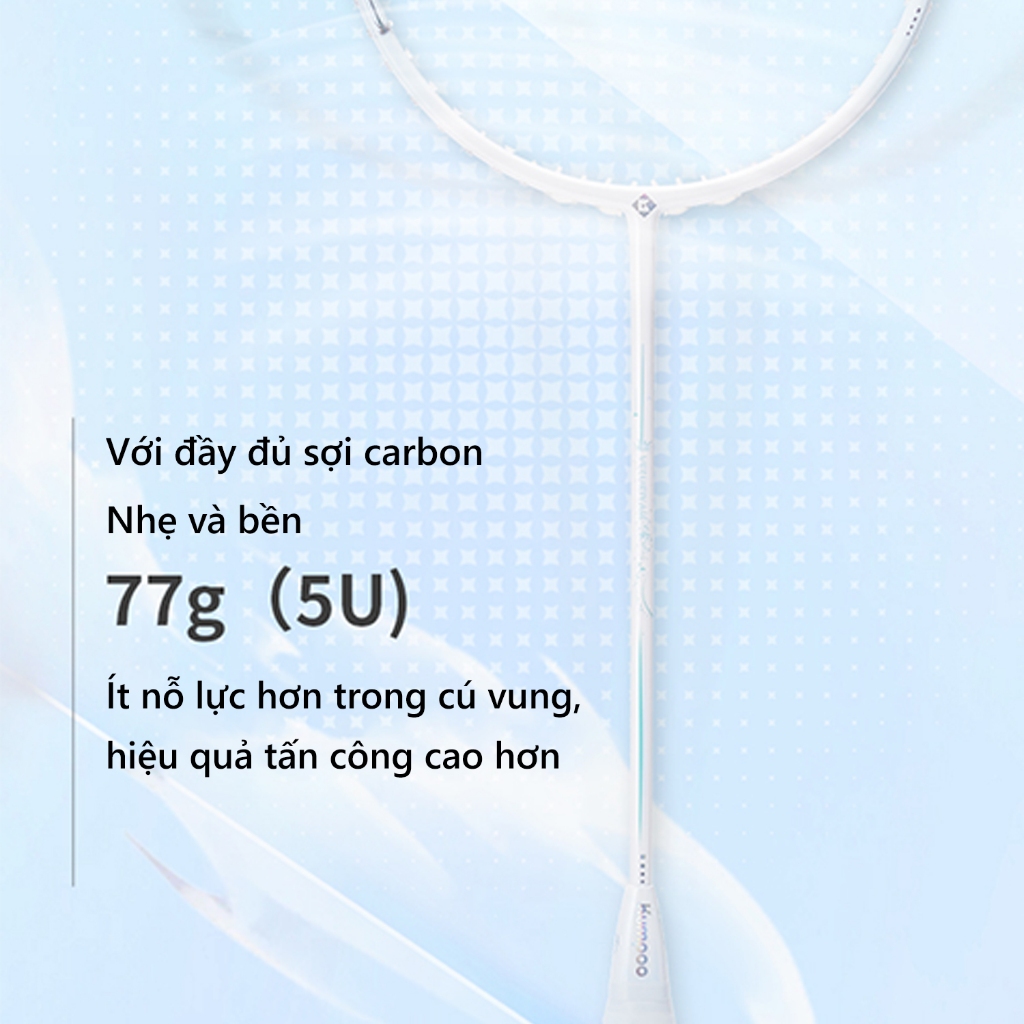 Với đầy đủ sợi carbon
Nhẹ và bền
77g（5U)
Ít nỗ lực hơn trong cú vung,
hiệu quả tấn công cao hơn
Kumpoo